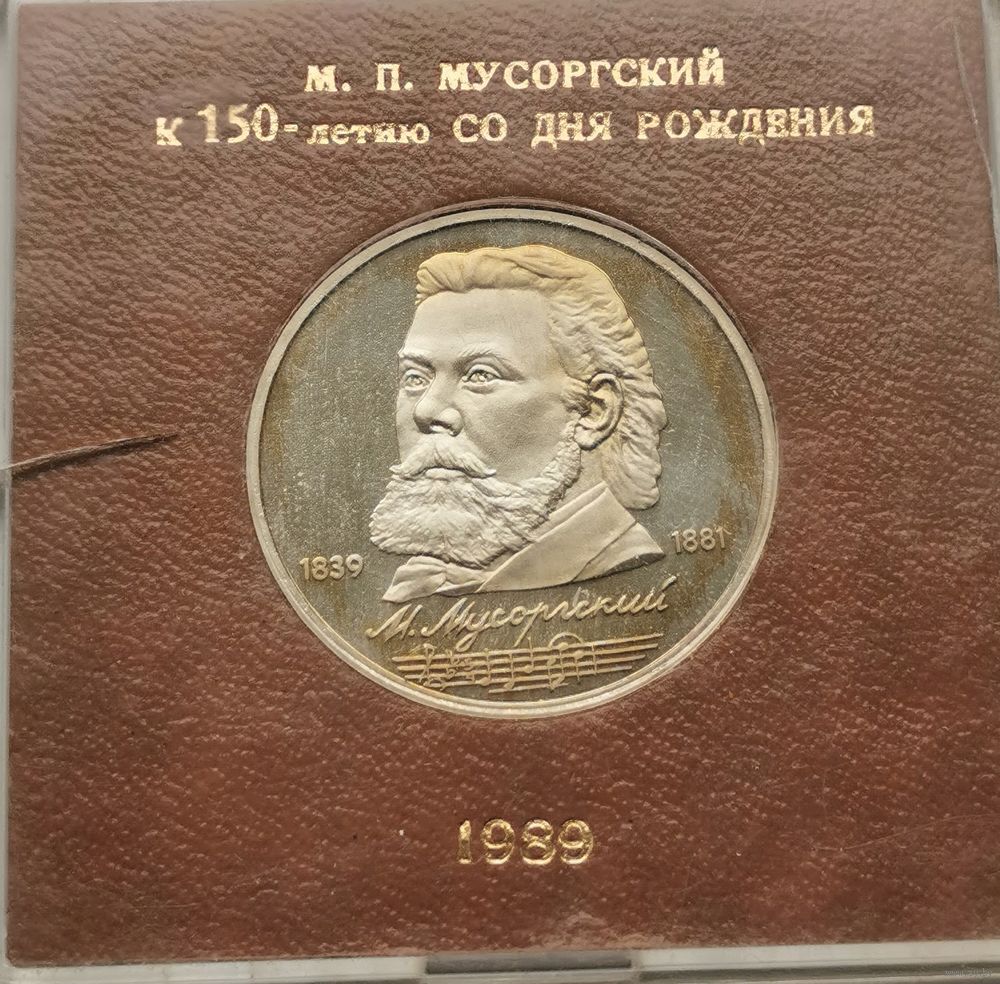 М. П. МУСОРГСКИЙ
К 150-летию СО ДНЯ РОЖДЕНИЯ
1839
1881
М. Мусоргский
1989